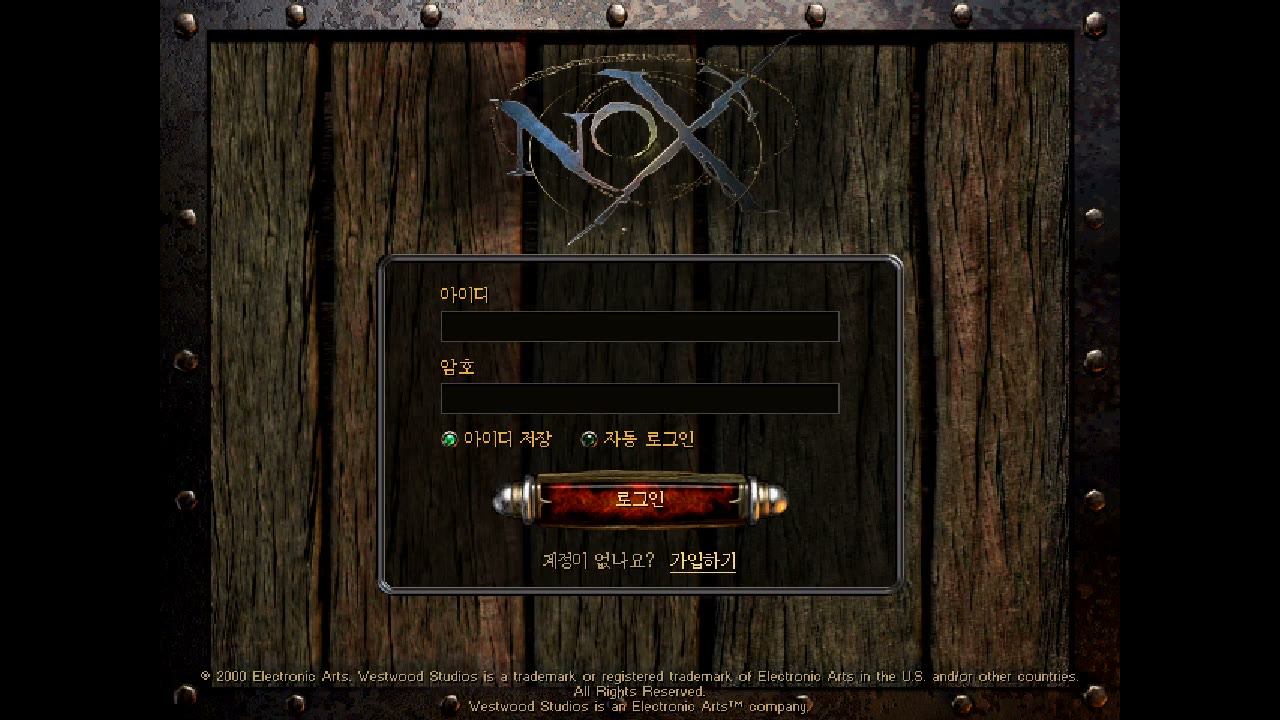 NOX
아이디
암호
아이디 저장 자동 로그인
로그인
계정이 없나요? 가입하기
© 2000 Electronic Arts. Westwood Studios is a trademark or registered trademark of Electronic Arts in the U.S. and/or other countries.
All Rights Reserved.
Westwood Studios is an Electronic Arts™ company.